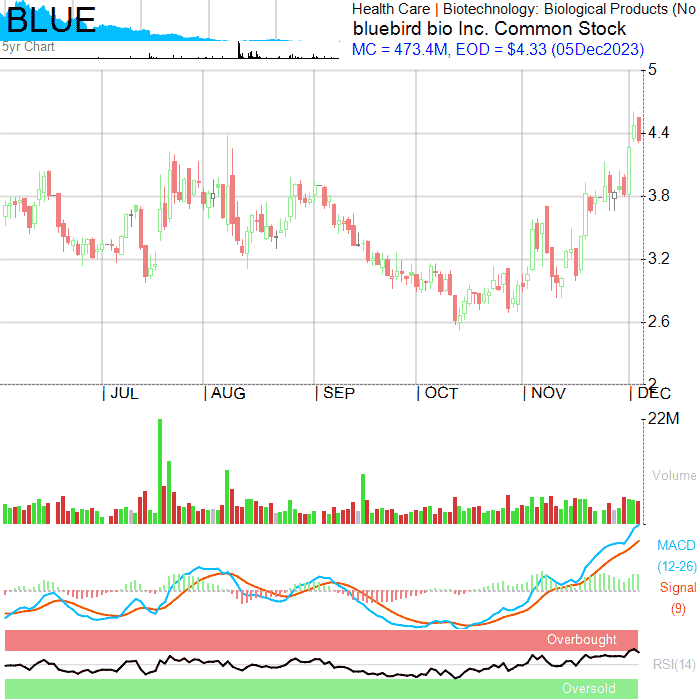 BLUE
5yr Chart
Health Care | Biotechnology: Biological Products (No
bluebird bio Inc. Common Stock
MC = 473.4M, EOD = $4.33 (05Dec2023)
5
4.4
3.8
3.2
2.6
2
JUL AUG SEP OCT NOV DEC
22M
Volume
MACD
(12-26)
Signal
(9)
Overbought
RSI(14)
Oversold